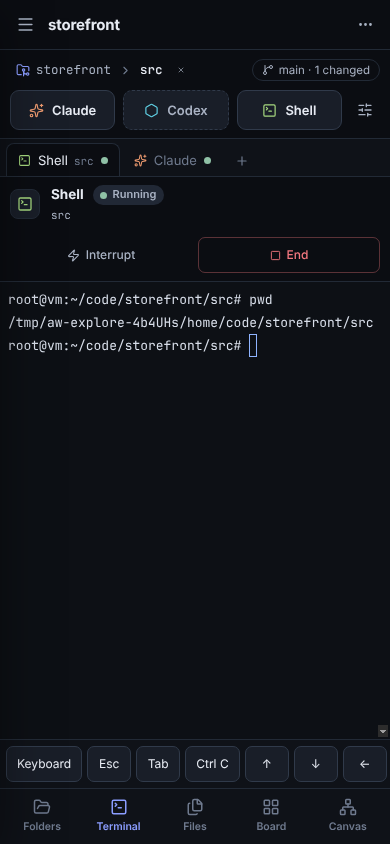 storefront
storefront > src × main · 1 changed
Claude Codex Shell
Shell src Claude +
Shell Running
src
Interrupt End
root@vm:~/code/storefront/src# pwd
/tmp/aw-explore-4b4UHs/home/code/storefront/src
root@vm:~/code/storefront/src#
Keyboard Esc Tab Ctrl C ↑ ↓ ←
Folders Terminal Files Board Canvas